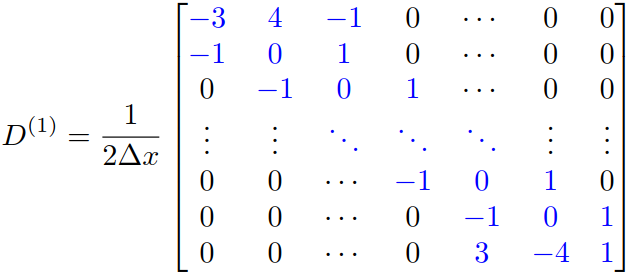 D^{(1)} = \frac{1}{2Δx}
−3 4 −1 0 ⋯ 0 0
−1 0 1 0 ⋯ 0 0
0 −1 0 1 ⋯ 0 0
⋮ ⋮ ⋱ ⋱ ⋱ ⋮ ⋮
0 0 ⋯ −1 0 1 0
0 0 ⋯ 0 −1 0 1
0 0 ⋯ 0 3 −4 1